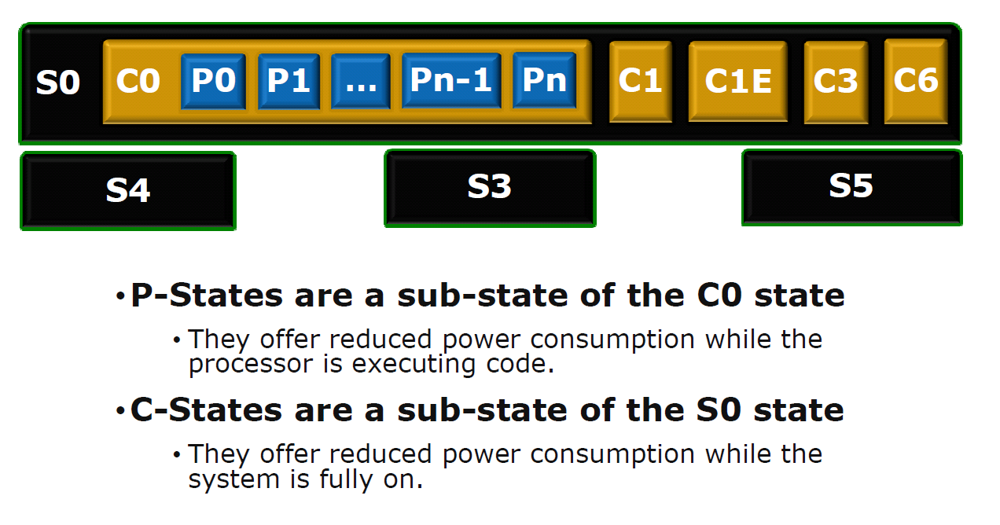 S0 C0 P0 P1 ... Pn-1 Pn C1 C1E C3 C6
S4 S3 S5
•P-States are a sub-state of the C0 state
• They offer reduced power consumption while the
processor is executing code.
•C-States are a sub-state of the S0 state
• They offer reduced power consumption while the
system is fully on.